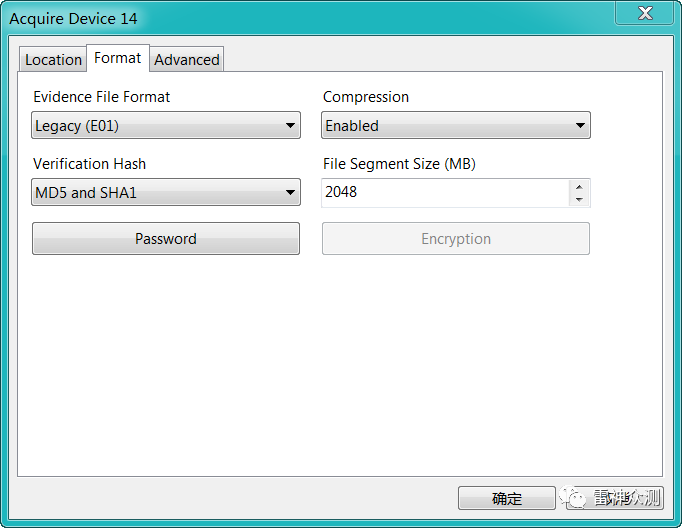 Acquire Device 14
Location Format Advanced
Evidence File Format Compression
Legacy (E01) Enabled
Verification Hash File Segment Size (MB)
MD5 and SHA1 2048
Password Encryption
确定 雷神众测